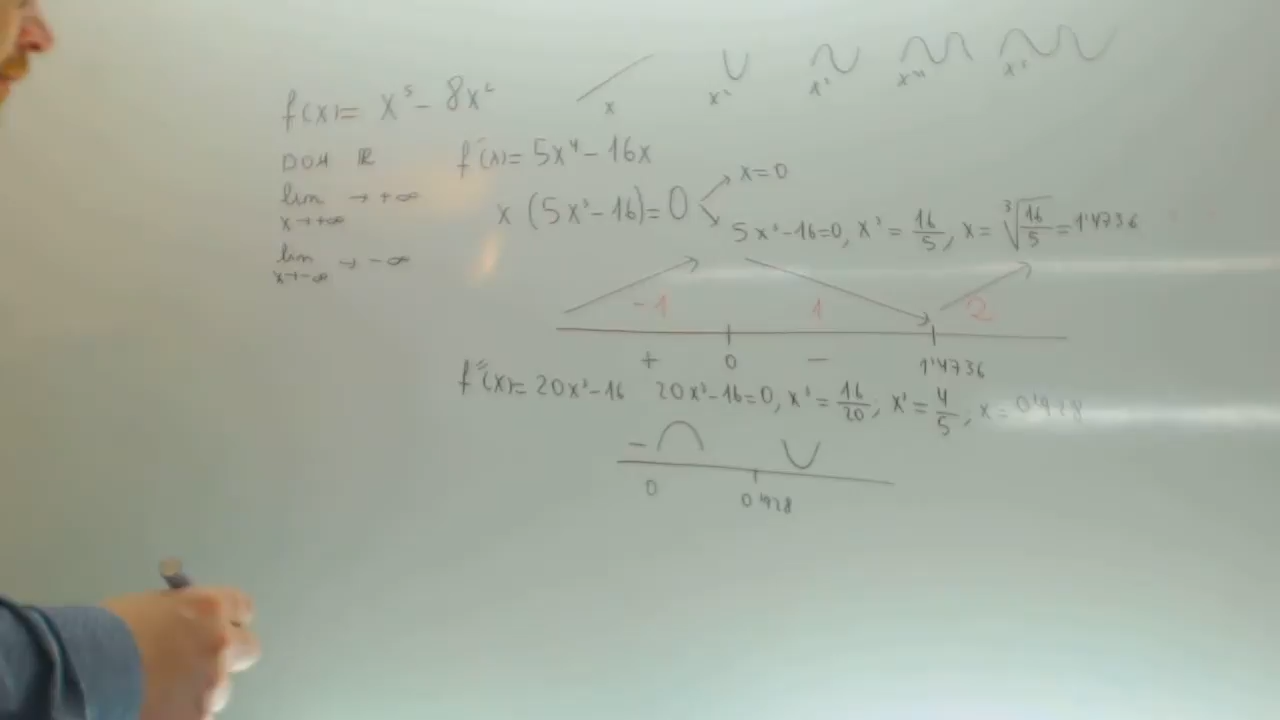 x x² x³ x⁴ x⁵
f(x)= x⁵ - 8x²
DOM ℝ
f'(x)= 5x⁴ - 16x
lim x→+∞ → +∞
x (5x³-16)=0
x=0
5x³-16=0, x³ = 16/5, x = ∛(16/5) = 1'4736
lim x→-∞ → -∞
-1 1 2
+ 0 - 1'4736
f''(x)= 20x³-16 20x³-16=0, x³ = 16/20; x³ = 4/5; x = 0'928
-
0 0'928